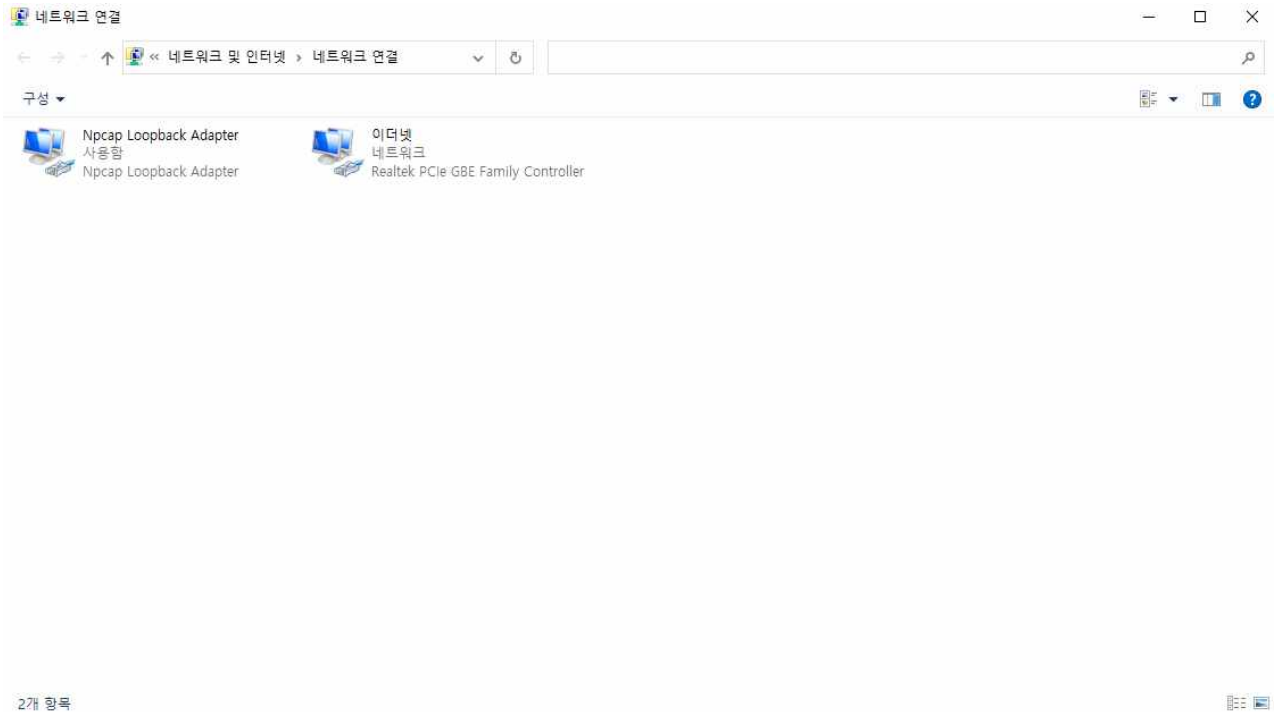 네트워크 연결
« 네트워크 및 인터넷 › 네트워크 연결
구성
Npcap Loopback Adapter
사용함
Npcap Loopback Adapter
이더넷
네트워크
Realtek PCIe GBE Family Controller
2개 항목